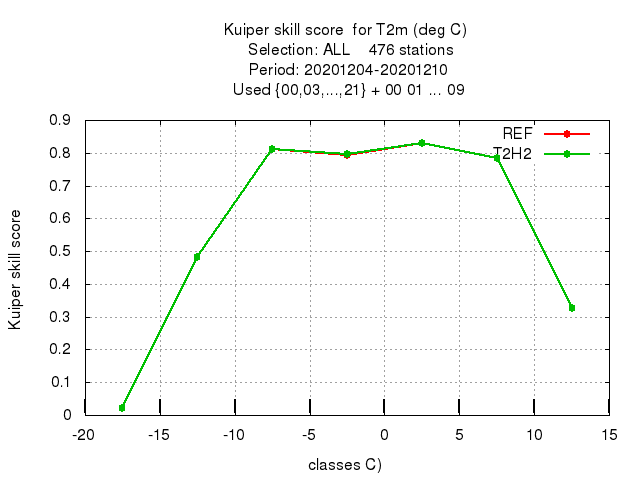 Kuiper skill score for T2m (deg C)
Selection: ALL 476 stations
Period: 20201204-20201210
Used {00,03,...,21} + 00 01 ... 09
REF
T2H2
Kuiper skill score
0.9
0.8
0.7
0.6
0.5
0.4
0.3
0.2
0.1
0
-20 -15 -10 -5 0 5 10 15
classes C)